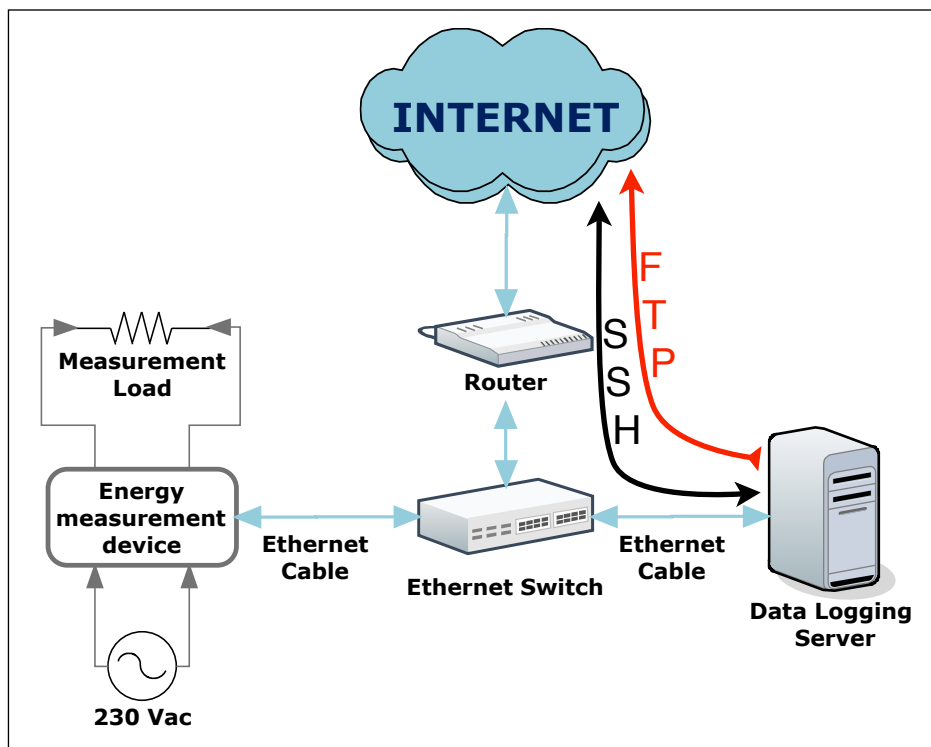 INTERNET
F
T
P
S
S
H
Measurement
Load
Router
Energy
measurement
device
Ethernet
Cable
Ethernet Switch
Ethernet
Cable
Data Logging
Server
230 Vac